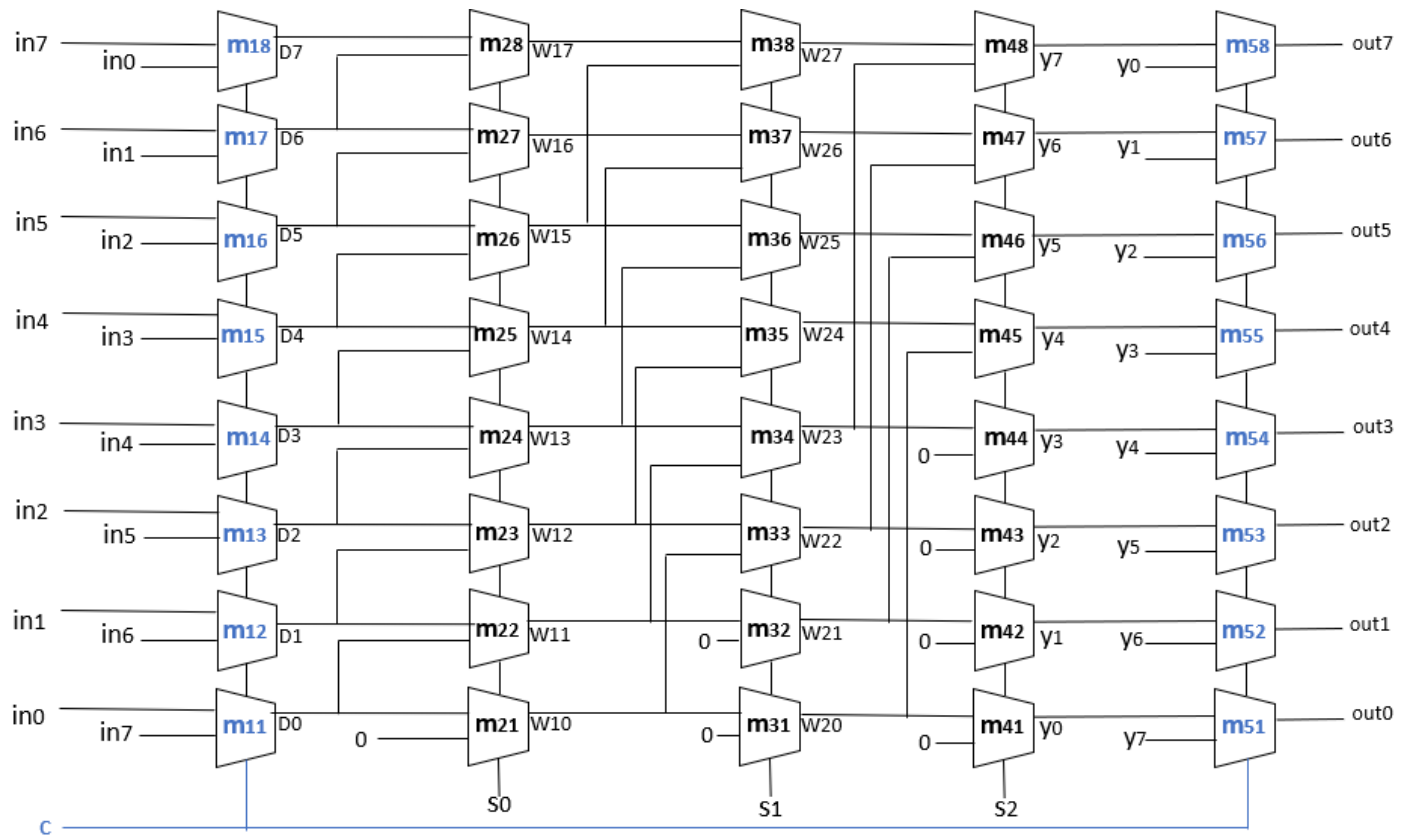 in7 in0 m18 D7 m28 W17 m38 W27 m48 y7 y0 m58 out7
in6 in1 m17 D6 m27 W16 m37 W26 m47 y6 y1 m57 out6
in5 in2 m16 D5 m26 W15 m36 W25 m46 y5 y2 m56 out5
in4 in3 m15 D4 m25 W14 m35 W24 m45 y4 y3 m55 out4
in3 in4 m14 D3 m24 W13 m34 W23 0 m44 y3 y4 m54 out3
in2 in5 m13 D2 m23 W12 m33 W22 0 m43 y2 y5 m53 out2
in1 in6 m12 D1 m22 W11 0 m32 W21 0 m42 y1 y6 m52 out1
in0 in7 m11 D0 0 m21 W10 0 m31 W20 0 m41 y0 y7 m51 out0
S0 S1 S2
C